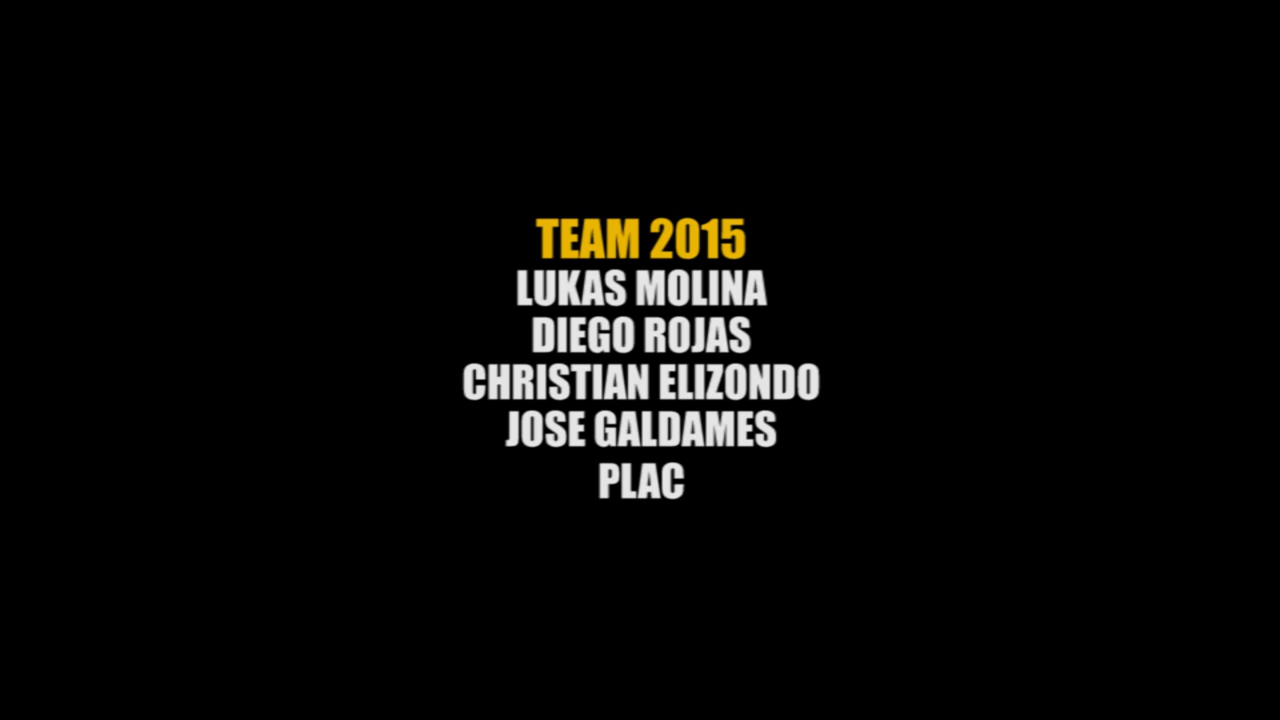 TEAM 2015
LUKAS MOLINA
DIEGO ROJAS
CHRISTIAN ELIZONDO
JOSE GALDAMES
PLAC